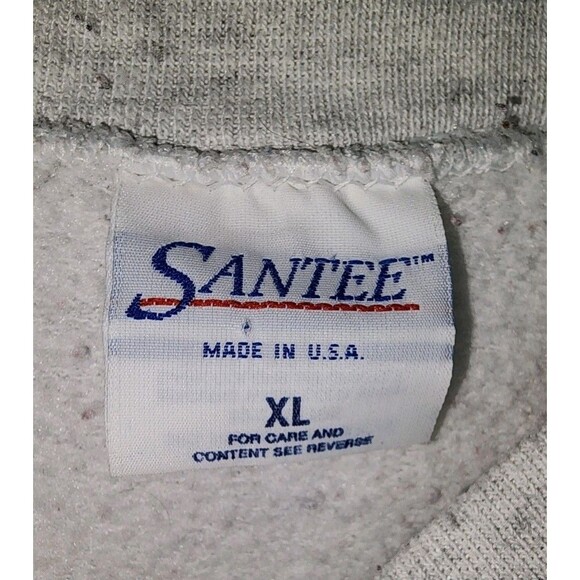 SANTEE™
MADE IN U.S.A.
XL
FOR CARE AND
CONTENT SEE REVERSE